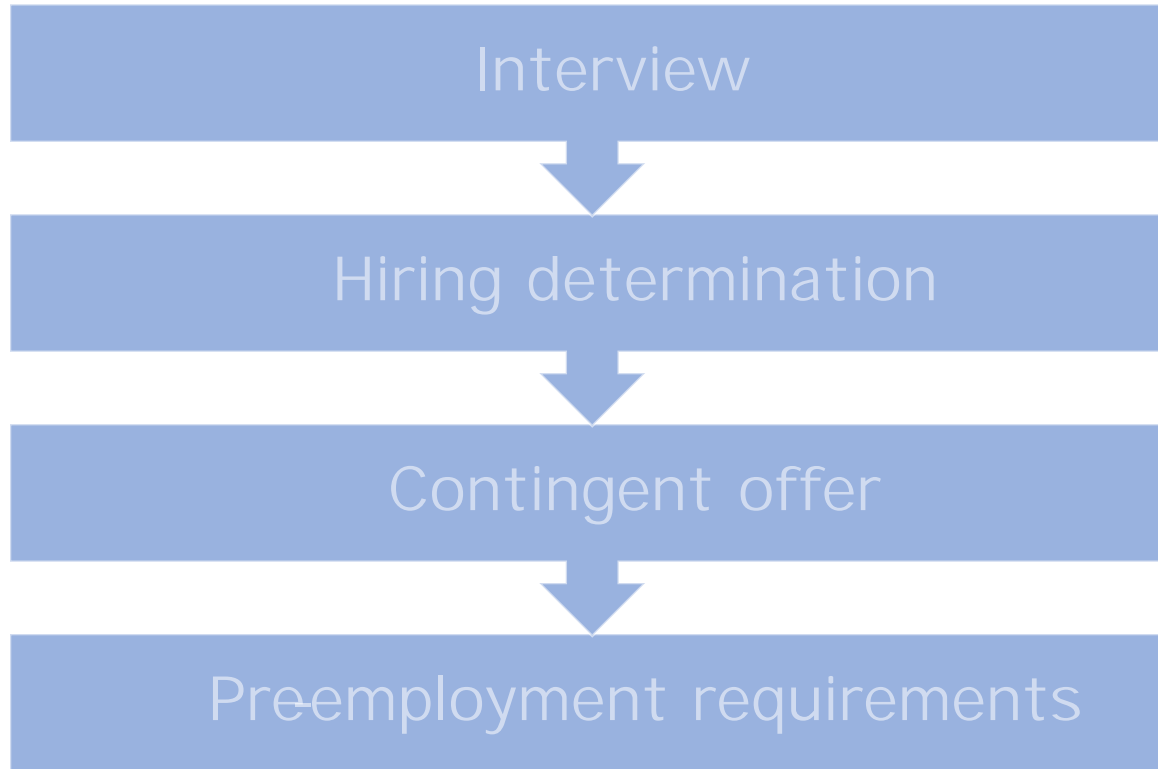 Interview
Hiring determination
Contingent offer
Pre-employment requirements